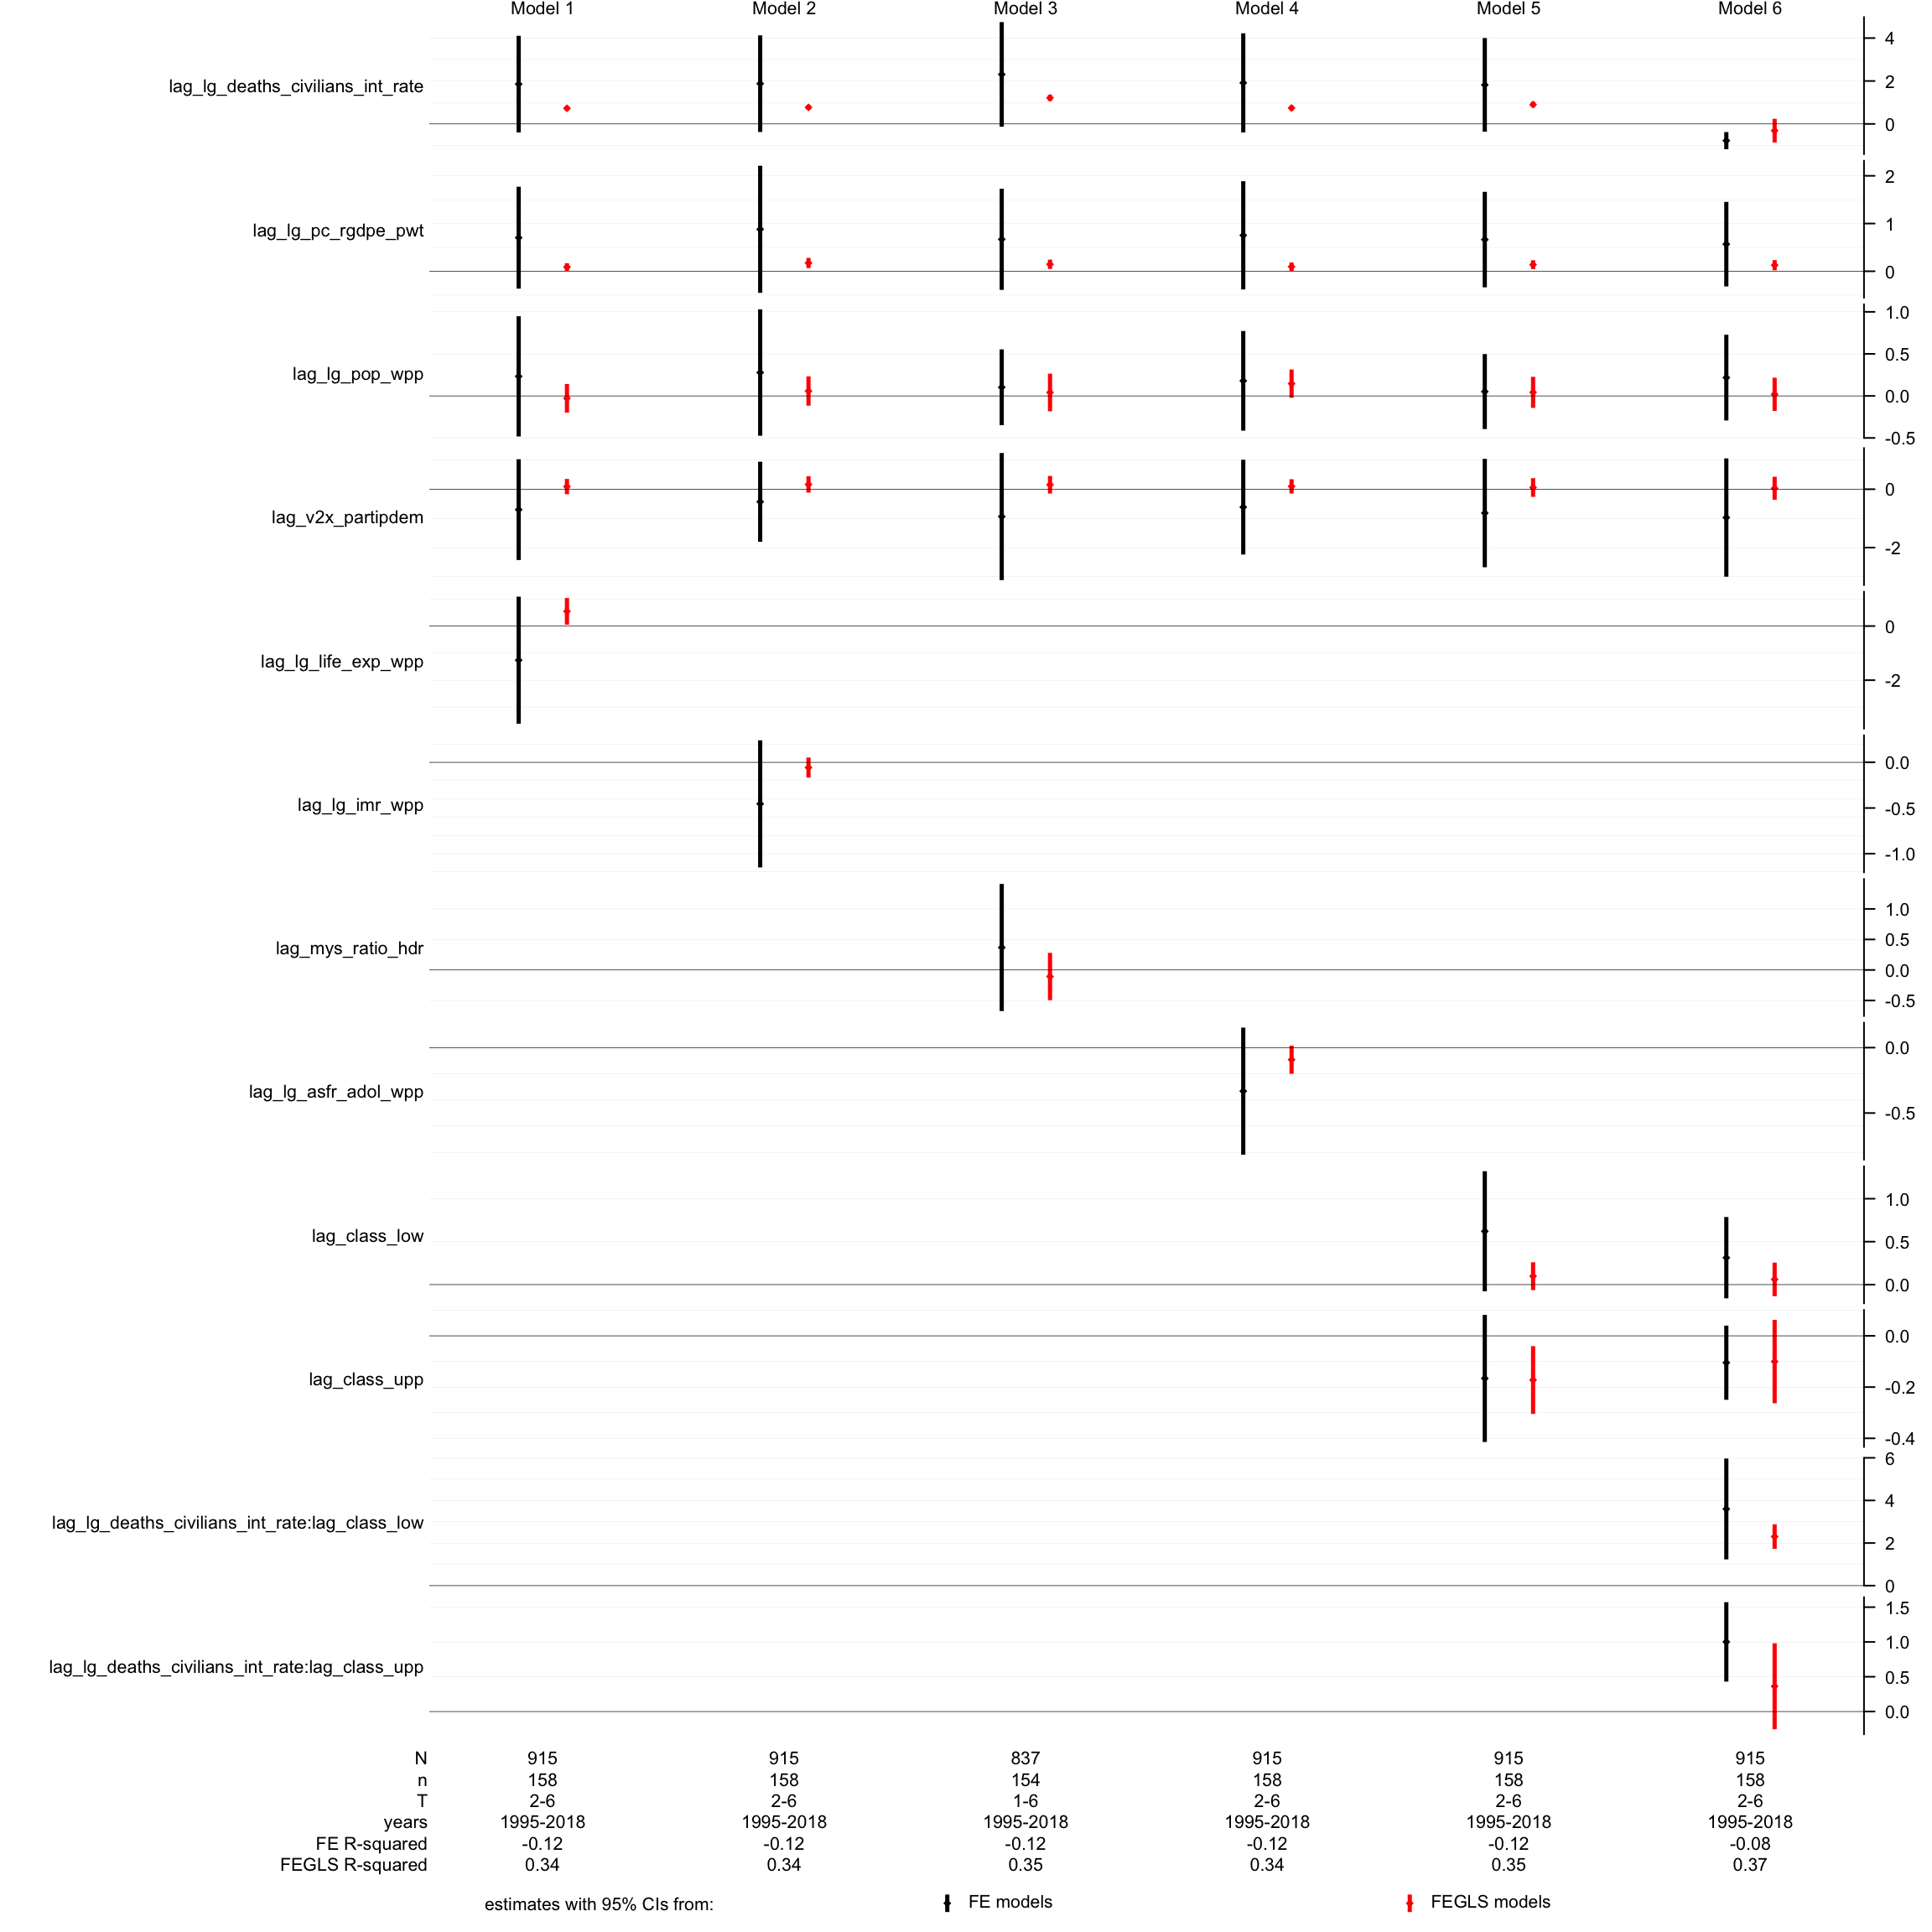 Model 1 Model 2 Model 3 Model 4 Model 5 Model 6
lag_lg_deaths_civilians_int_rate
4
2
0
lag_lg_pc_rgdpe_pwt
2
1
0
lag_lg_pop_wpp
1.0
0.5
0.0
-0.5
lag_v2x_partipdem
0
-2
lag_lg_life_exp_wpp
0
-2
lag_lg_imr_wpp
0.0
-0.5
-1.0
lag_mys_ratio_hdr
1.0
0.5
0.0
-0.5
lag_lg_asfr_adol_wpp
0.0
-0.5
lag_class_low
1.0
0.5
0.0
lag_class_upp
0.0
-0.2
-0.4
lag_lg_deaths_civilians_int_rate:lag_class_low
6
4
2
0
lag_lg_deaths_civilians_int_rate:lag_class_upp
1.5
1.0
0.5
0.0
N 915 915 837 915 915 915
n 158 158 154 158 158 158
T 2-6 2-6 1-6 2-6 2-6 2-6
years 1995-2018 1995-2018 1995-2018 1995-2018 1995-2018 1995-2018
FE R-squared -0.12 -0.12 -0.12 -0.12 -0.12 -0.08
FEGLS R-squared 0.34 0.34 0.35 0.34 0.35 0.37
estimates with 95% CIs from: FE models FEGLS models